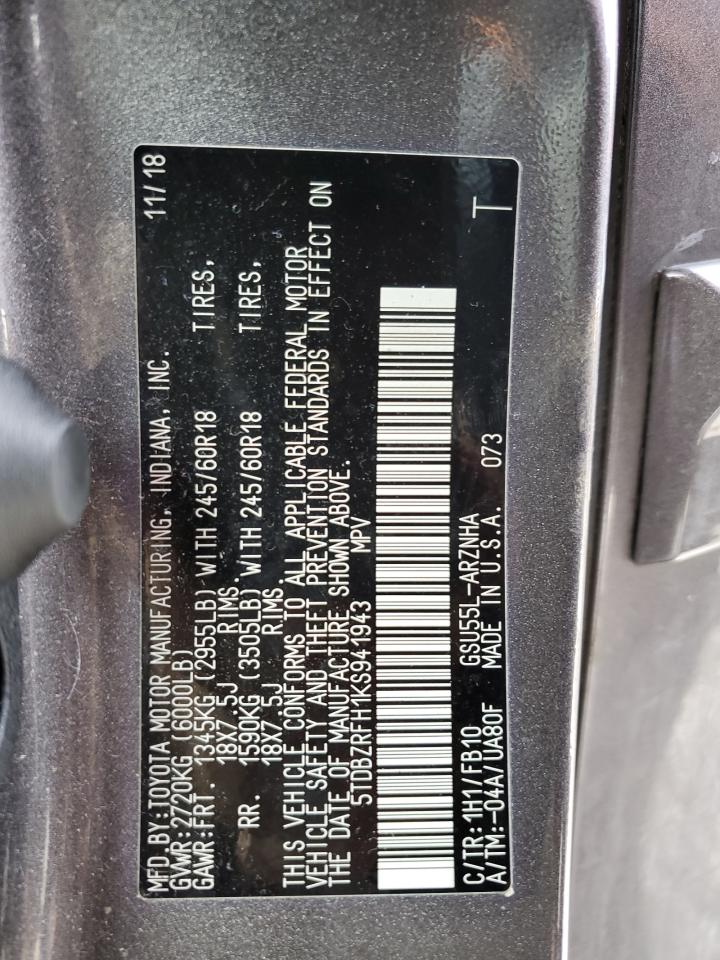 MFD. BY:TOYOTA MOTOR MANUFACTURING, INDIANA, INC. 11/18
GVWR:2720KG (6000LB)
GAWR:FRT. 1345KG (2955LB) WITH 245/60R18 TIRES,
18X7.5J RIMS.
RR. 1590KG (3505LB) WITH 245/60R18 TIRES,
18X7.5J RIMS.
THIS VEHICLE CONFORMS TO ALL APPLICABLE FEDERAL MOTOR
VEHICLE SAFETY AND THEFT PREVENTION STANDARDS IN EFFECT ON
THE DATE OF MANUFACTURE SHOWN ABOVE.
5TDBZRFH1KS941943 MPV
C/TR:1H1/FB10 GSU55L-ARZNHA T
A/TM:-04A/UA80F MADE IN U.S.A. 073